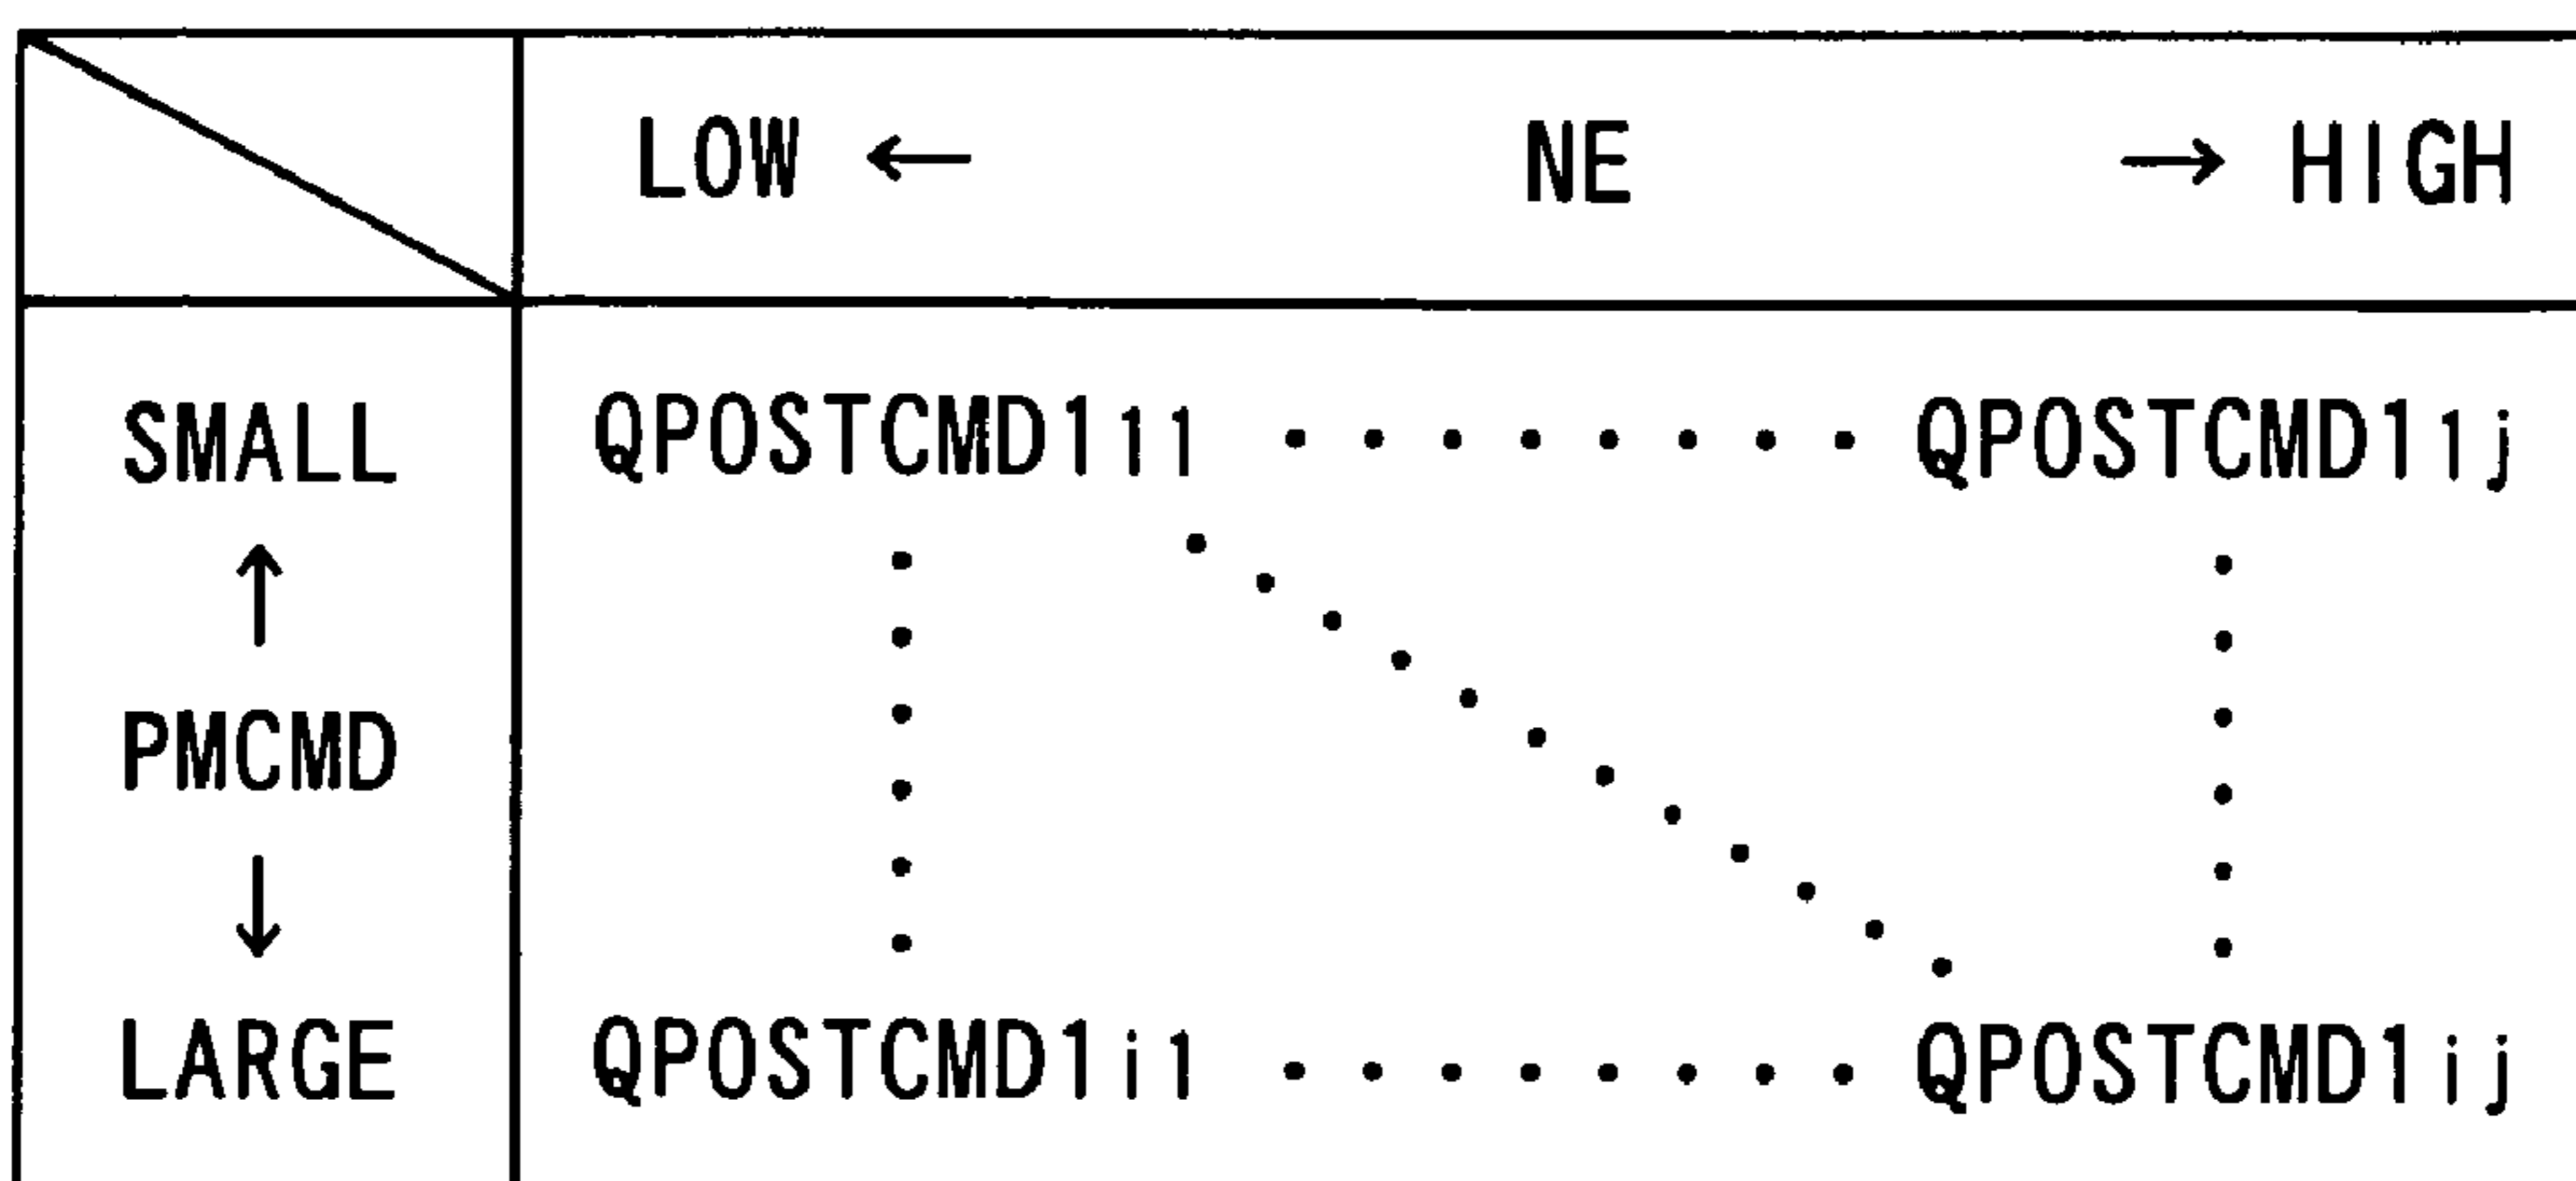 LOW ← NE → HIGH
SMALL QPOSTCMD111 ・・・・・・・・ QPOSTCMD11j
↑
PMCMD
↓
LARGE QPOSTCMD1i1 ・・・・・・・・ QPOSTCMD1ij